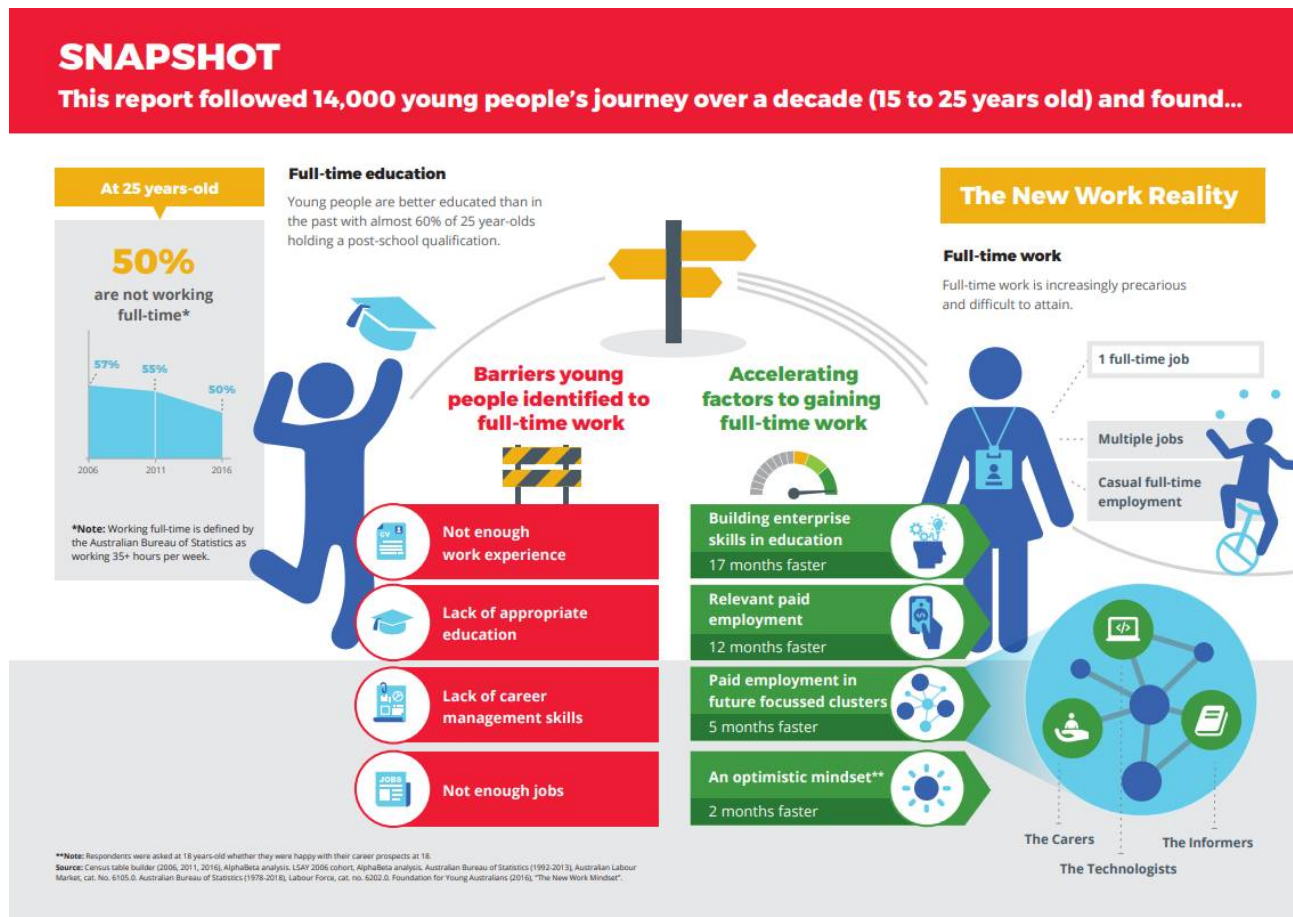 SNAPSHOT
This report followed 14,000 young people's journey over a decade (15 to 25 years old) and found...
At 25 years-old
50%
are not working
full-time*
57%
55%
50%
2006
2011
2016
*Note: Working full-time is defined by
the Australian Bureau of Statistics as
working 35+ hours per week.
Full-time education
Young people are better educated than in
the past with almost 60% of 25 year-olds
holding a post-school qualification.
Barriers young
people identified to
full-time work
CV
Not enough
work experience
Lack of appropriate
education
Lack of career
management skills
JOBS
Not enough jobs
Accelerating
factors to gaining
full-time work
Building enterprise
skills in education
17 months faster
Relevant paid
employment
12 months faster
Paid employment in
future focussed clusters
5 months faster
An optimistic mindset**
2 months faster
The New Work Reality
Full-time work
Full-time work is increasingly precarious
and difficult to attain.
1 full-time job
Multiple jobs
Casual full-time
employment
</>
The Carers
The Informers
The Technologists
**Note: Respondents were asked at 18 years-old whether they were happy with their career prospects at 18.
Source: Census table builder (2006, 2011, 2016), AlphaBeta analysis. LSAY 2006 cohort, AlphaBeta analysis. Australian Bureau of Statistics (1992-2013), Australian Labour
Market, cat. No. 6105.0. Australian Bureau of Statistics (1978-2018), Labour Force, cat. no. 6202.0. Foundation for Young Australians (2016), "The New Work Mindset".